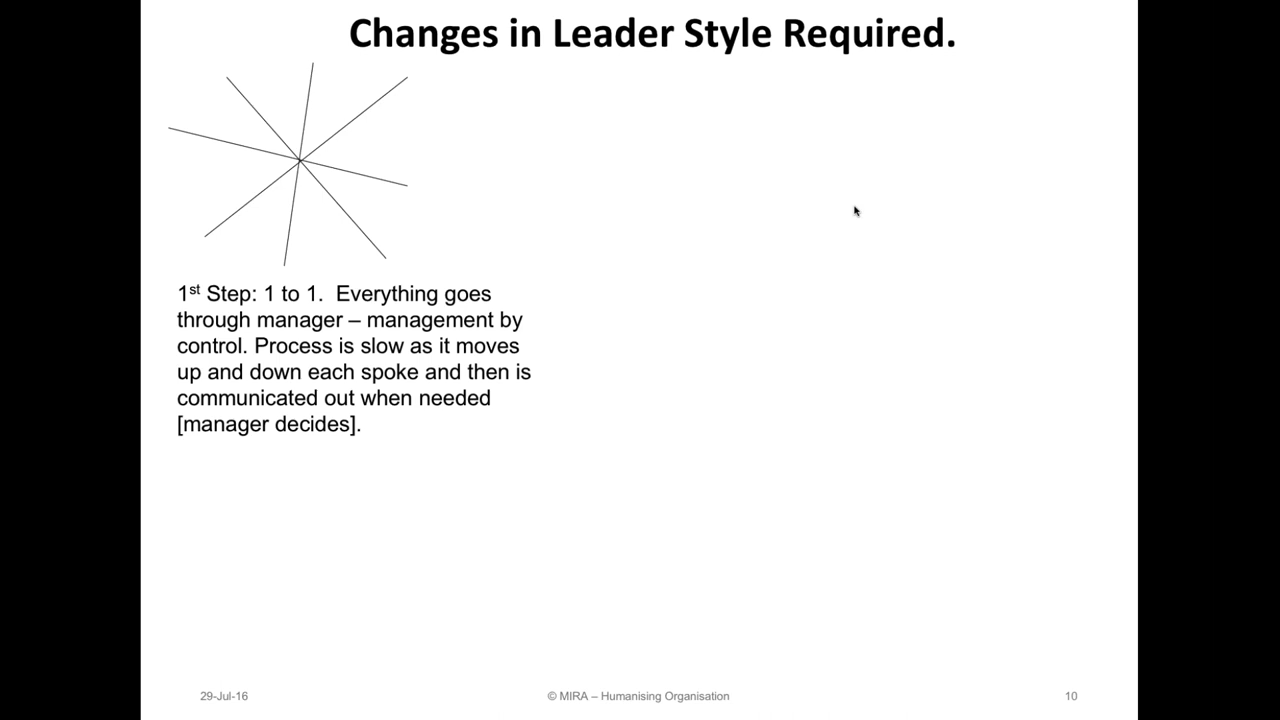 Changes in Leader Style Required.
1st Step: 1 to 1.  Everything goes
through manager – management by
control. Process is slow as it moves
up and down each spoke and then is
communicated out when needed
[manager decides].
29-Jul-16
© MIRA – Humanising Organisation
10